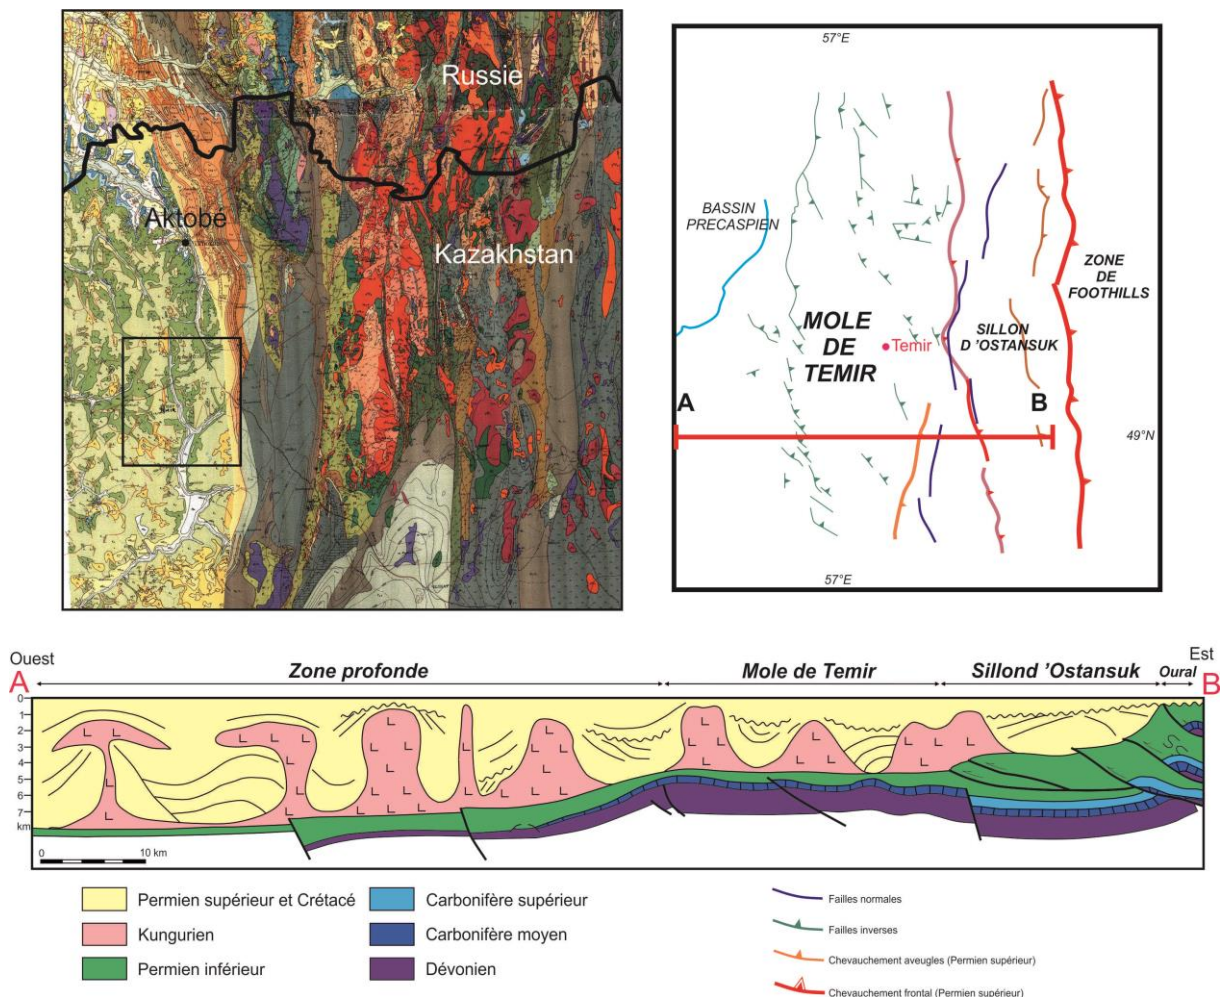 Russie
Aktobé
Kazakhstan
57°E
BASSIN
PRECASPIEN
ZONE
DE
FOOTHILLS
MOLE
DE
TEMIR
Temir
SILLON
D 'OSTANSUK
A
B
49°N
57°E
Ouest
A
Zone profonde
Mole de Temir
Sillond 'Ostansuk
Oural
Est
B
0
1
2
3
4
5
6
7
km
0 10 km
Permien supérieur et Crétacé
Kungurien
Permien inférieur
Carbonifère supérieur
Carbonifère moyen
Dévonien
Failles normales
Failles inverses
Chevauchement aveugles (Permien supérieur)
Chevauchement frontal (Permien supérieur)